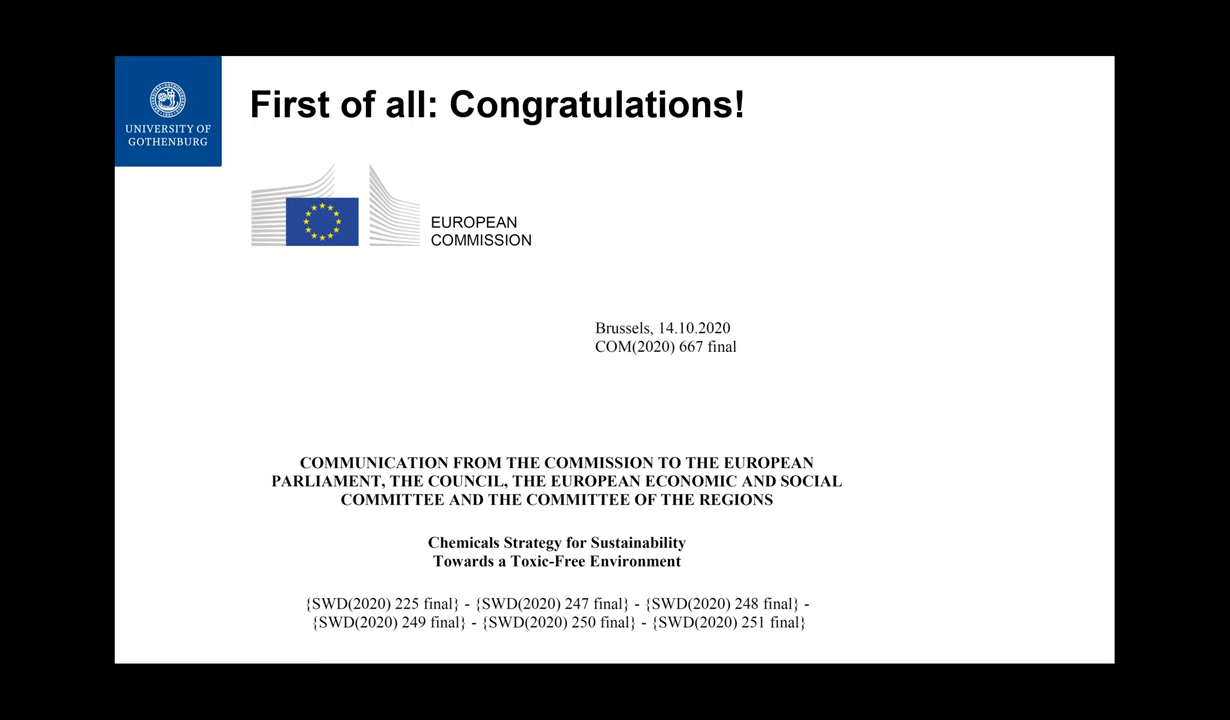 First of all: Congratulations!
UNIVERSITY OF
GOTHENBURG
EUROPEAN
COMMISSION
Brussels, 14.10.2020
COM(2020) 667 final
COMMUNICATION FROM THE COMMISSION TO THE EUROPEAN
PARLIAMENT, THE COUNCIL, THE EUROPEAN ECONOMIC AND SOCIAL
COMMITTEE AND THE COMMITTEE OF THE REGIONS
Chemicals Strategy for Sustainability
Towards a Toxic-Free Environment
{SWD(2020) 225 final} - {SWD(2020) 247 final} - {SWD(2020) 248 final} -
{SWD(2020) 249 final} - {SWD(2020) 250 final} - {SWD(2020) 251 final}